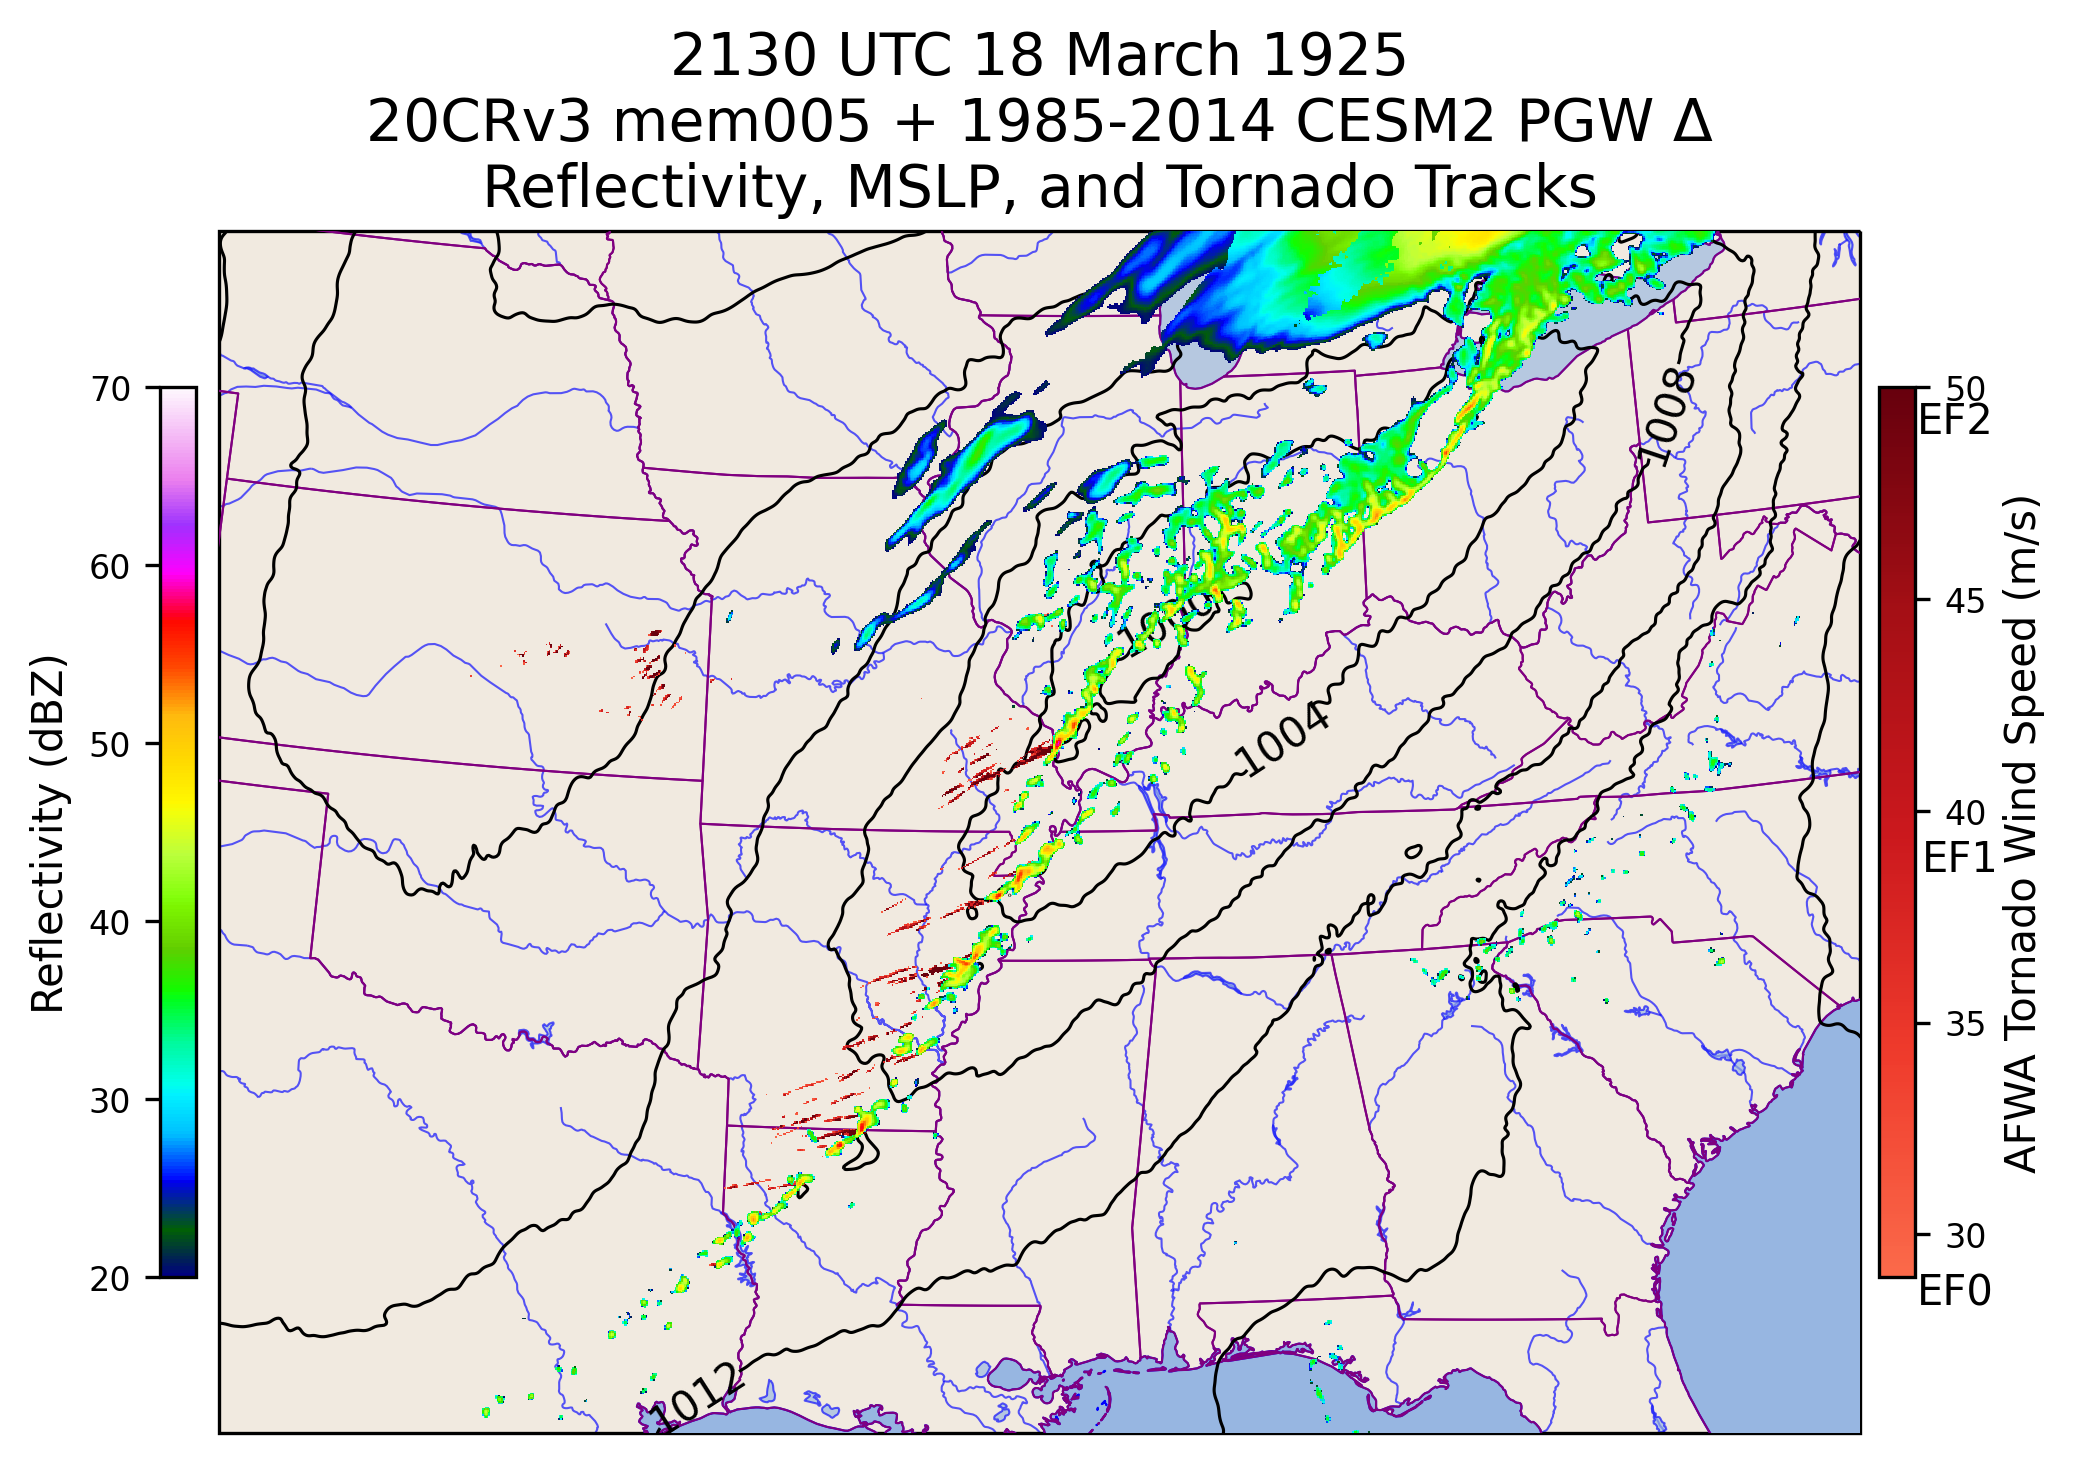 2130 UTC 18 March 1925
20CRv3 mem005 + 1985-2014 CESM2 PGW Δ
Reflectivity, MSLP, and Tornado Tracks
70
60
50
40
30
20
Reflectivity (dBZ)
1008
1004
1012
50
EF2
45
40
EF1
35
30
EF0
AFWA Tornado Wind Speed (m/s)